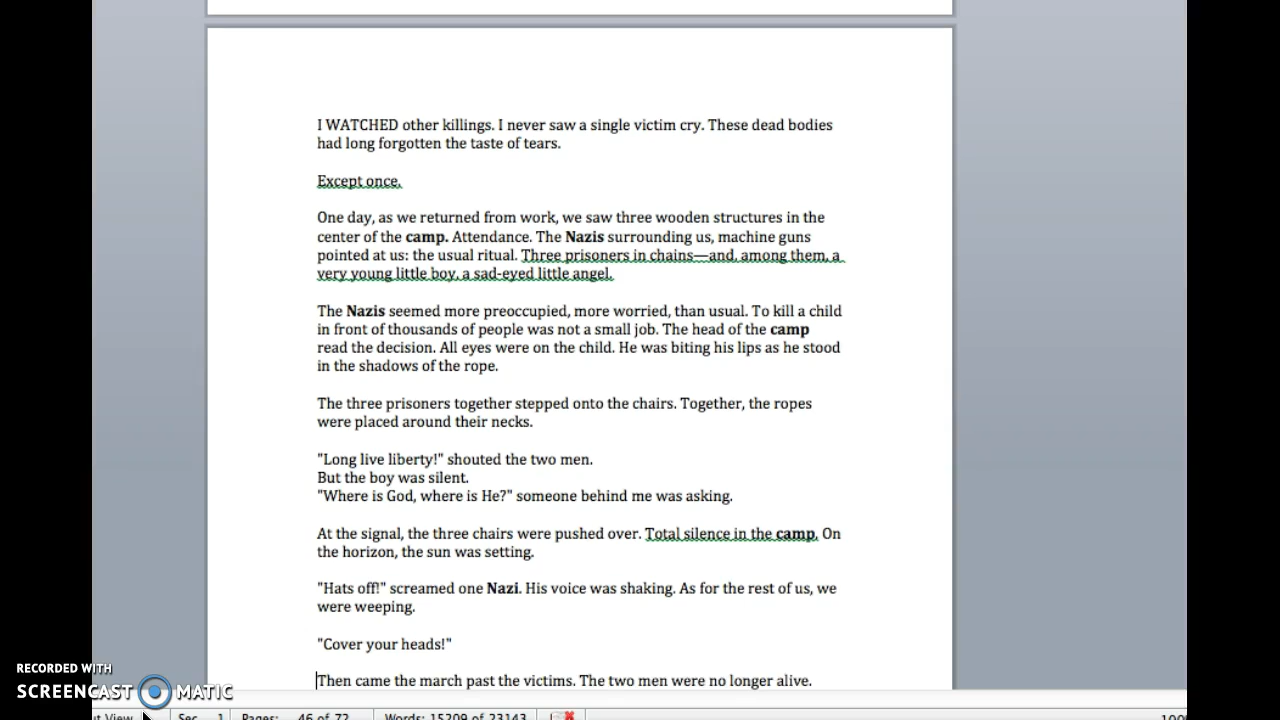 I WATCHED other killings. I never saw a single victim cry. These dead bodies
had long forgotten the taste of tears.
Except once.
One day, as we returned from work, we saw three wooden structures in the
center of the camp. Attendance. The Nazis surrounding us, machine guns
pointed at us: the usual ritual. Three prisoners in chains—and, among them, a
very young little boy, a sad-eyed little angel.
The Nazis seemed more preoccupied, more worried, than usual. To kill a child
in front of thousands of people was not a small job. The head of the camp
read the decision. All eyes were on the child. He was biting his lips as he stood
in the shadows of the rope.
The three prisoners together stepped onto the chairs. Together, the ropes
were placed around their necks.
"Long live liberty!" shouted the two men.
But the boy was silent.
"Where is God, where is He?" someone behind me was asking.
At the signal, the three chairs were pushed over. Total silence in the camp. On
the horizon, the sun was setting.
"Hats off!" screamed one Nazi. His voice was shaking. As for the rest of us, we
were weeping.
"Cover your heads!"
Then came the march past the victims. The two men were no longer alive.
RECORDED WITH
SCREENCAST MATIC
ut View Sec 1 Pages: 46 of 72 Words: 15209 of 23143 100